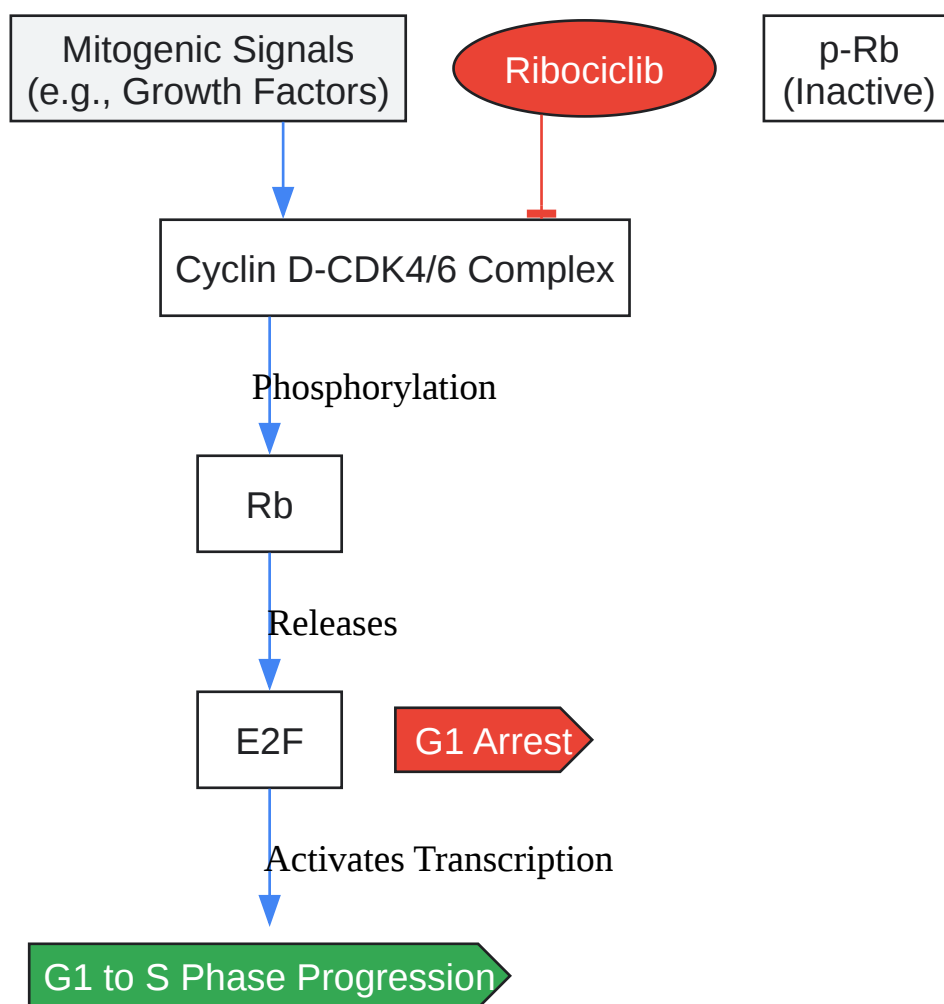 Mitogenic Signals
(e.g., Growth Factors)
Ribociclib
p-Rb
(Inactive)
Cyclin D-CDK4/6 Complex
Phosphorylation
Rb
Releases
E2F
G1 Arrest
Activates Transcription
G1 to S Phase Progression